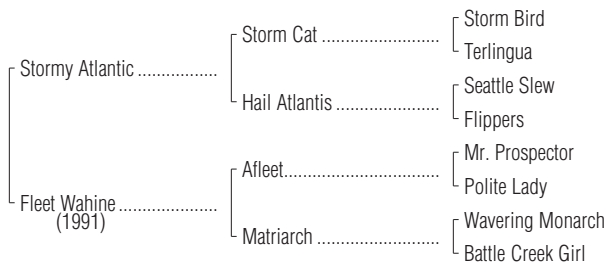 Storm Bird
Storm Cat ........................
Terlingua
Stormy Atlantic ................
Seattle Slew
Hail Atlantis .....................
Flippers
Mr. Prospector
Afleet...............................
Polite Lady
Fleet Wahine ....................
(1991)
Wavering Monarch
Matriarch .........................
Battle Creek Girl